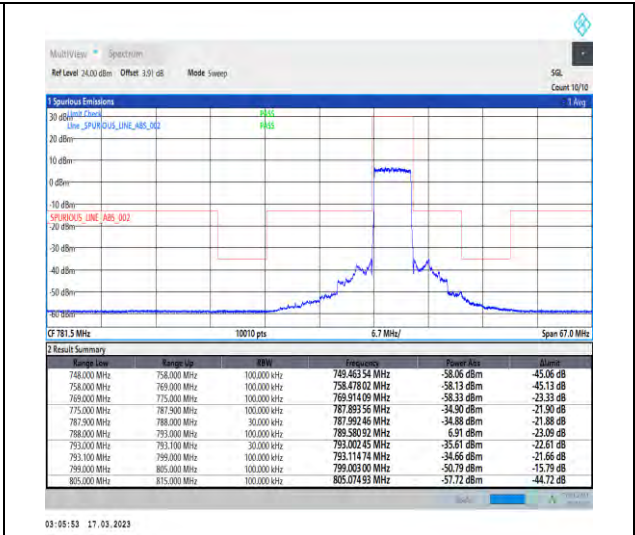 MultiView Spectrum
Ref Level 24.00 dBm Offset 3.91 dB Mode Sweep SGL
Count 10/10
1 Spurious Emissions 1 Avg
30 dBm Limit Check PASS
Line _SPURIOUS_LINE_ABS_002 PASS
20 dBm
10 dBm
0 dBm
-10 dBm
SPURIOUS_LINE_ABS_002
-20 dBm
-30 dBm
-40 dBm
-50 dBm
-60 dBm
CF 781.5 MHz 10010 pts 6.7 MHz/ Span 67.0 MHz
2 Result Summary
Range Low Range Up RBW Frequency Power Abs ΔLimit
748.000 MHz 758.000 MHz 100.000 kHz 749.463 54 MHz -58.06 dBm -45.06 dB
758.000 MHz 769.000 MHz 100.000 kHz 758.478 02 MHz -58.13 dBm -45.13 dB
769.000 MHz 775.000 MHz 100.000 kHz 769.914 09 MHz -58.33 dBm -23.33 dB
775.000 MHz 787.900 MHz 100.000 kHz 787.893 56 MHz -34.90 dBm -21.90 dB
787.900 MHz 788.000 MHz 30.000 kHz 787.992 46 MHz -34.88 dBm -21.88 dB
788.000 MHz 793.000 MHz 100.000 kHz 789.580 92 MHz 6.91 dBm -23.09 dB
793.000 MHz 793.100 MHz 30.000 kHz 793.002 45 MHz -35.61 dBm -22.61 dB
793.100 MHz 799.000 MHz 100.000 kHz 793.114 74 MHz -34.66 dBm -21.66 dB
799.000 MHz 805.000 MHz 100.000 kHz 799.003 00 MHz -50.79 dBm -15.79 dB
805.000 MHz 815.000 MHz 100.000 kHz 805.074 93 MHz -57.72 dBm -44.72 dB
03:05:53 17.03.2023